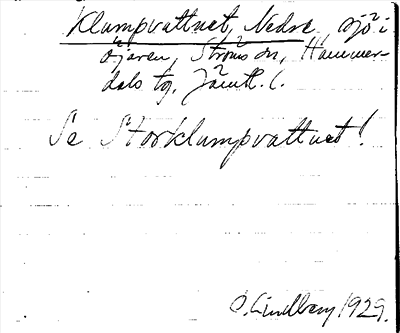 Klumpvattnet, Nedre, sjö i
Öjaren, Ströms sn, Hammer-
dals tg. Jämtl. l.
Se Storklumpvattnet!
O. Lindberg 1929.